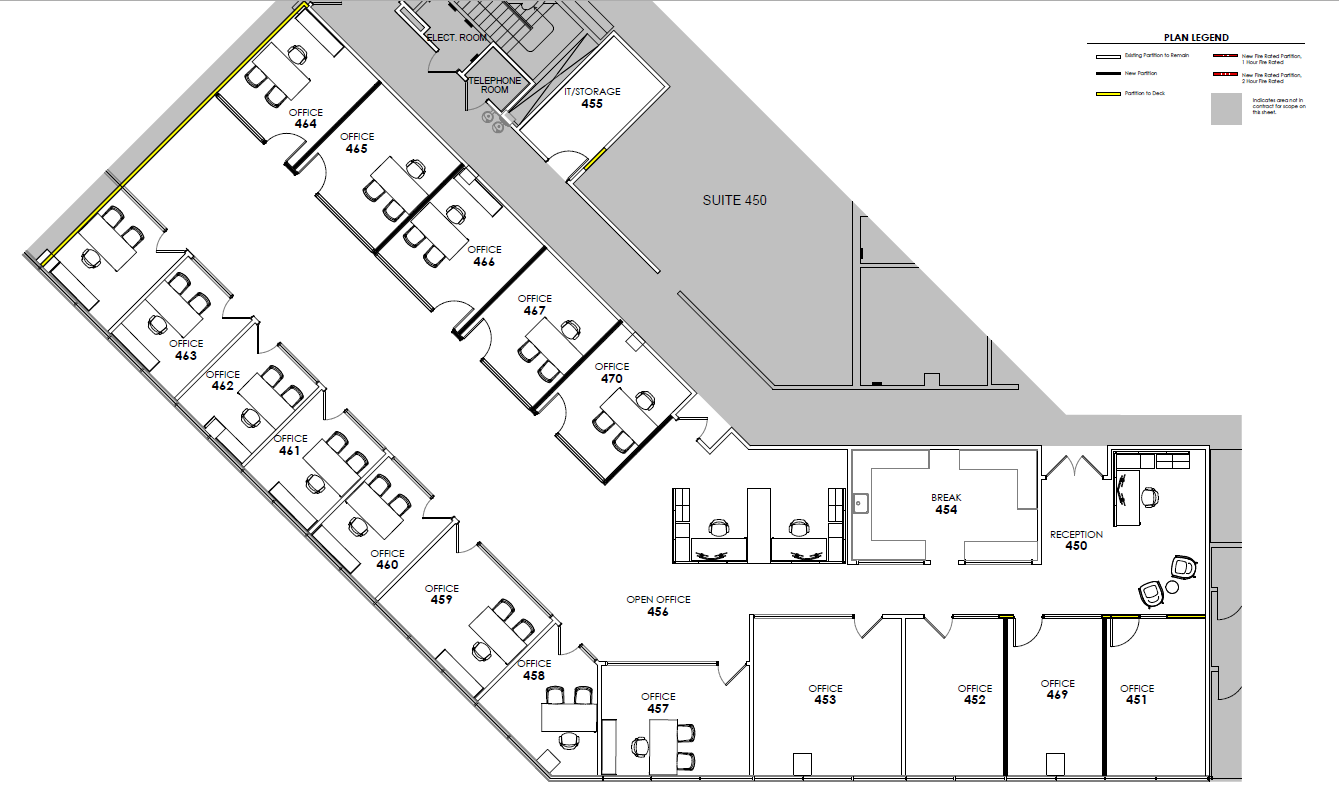 PLAN LEGEND
Existing Partition to Remain
New Partition
Partition to Deck
New Fire Rated Partition,
1 Hour Fire Rated
New Fire Rated Partition,
2 Hour Fire Rated
Indicates area not in
contract for scope on
this sheet.
ELECT. ROOM
TELEPHONE
ROOM
IT/STORAGE
455
OFFICE
464
OFFICE
465
SUITE 450
OFFICE
466
OFFICE
467
OFFICE
463
OFFICE
462
OFFICE
470
OFFICE
461
BREAK
454
RECEPTION
450
OFFICE
460
OFFICE
459
OPEN OFFICE
456
OFFICE
458
OFFICE
457
OFFICE
453
OFFICE
452
OFFICE
469
OFFICE
451